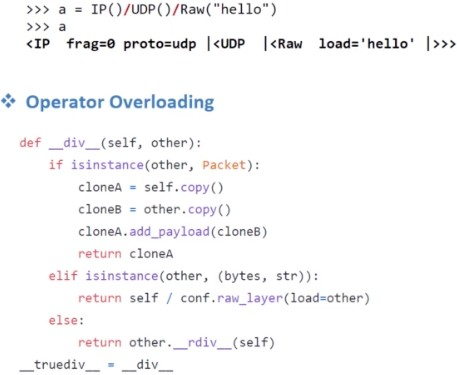 >>> a = IP()/UDP()/Raw("hello")
>>> a
<IP  frag=0 proto=udp |<UDP  |<Raw  load='hello' |>>>
❖ Operator Overloading
def __div__(self, other):
    if isinstance(other, Packet):
        cloneA = self.copy()
        cloneB = other.copy()
        cloneA.add_payload(cloneB)
        return cloneA
    elif isinstance(other, (bytes, str)):
        return self / conf.raw_layer(load=other)
    else:
        return other.__rdiv__(self)
__truediv__ = __div__